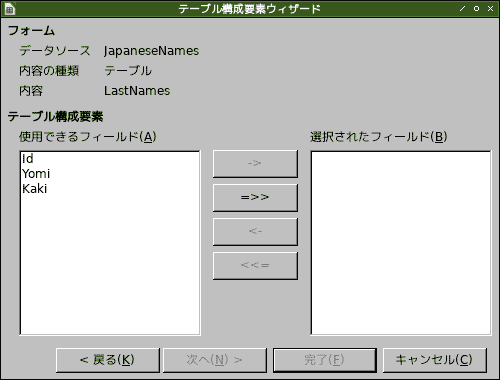 テーブル構成要素ウィザード
フォーム
データソース JapaneseNames
内容の種類 テーブル
内容 LastNames
テーブル構成要素
使用できるフィールド(A) 選択されたフィールド(B)
Id
Yomi
Kaki
->
=>>
<-
<<=
< 戻る(K) 次へ(N) > 完了(F) キャンセル(C)